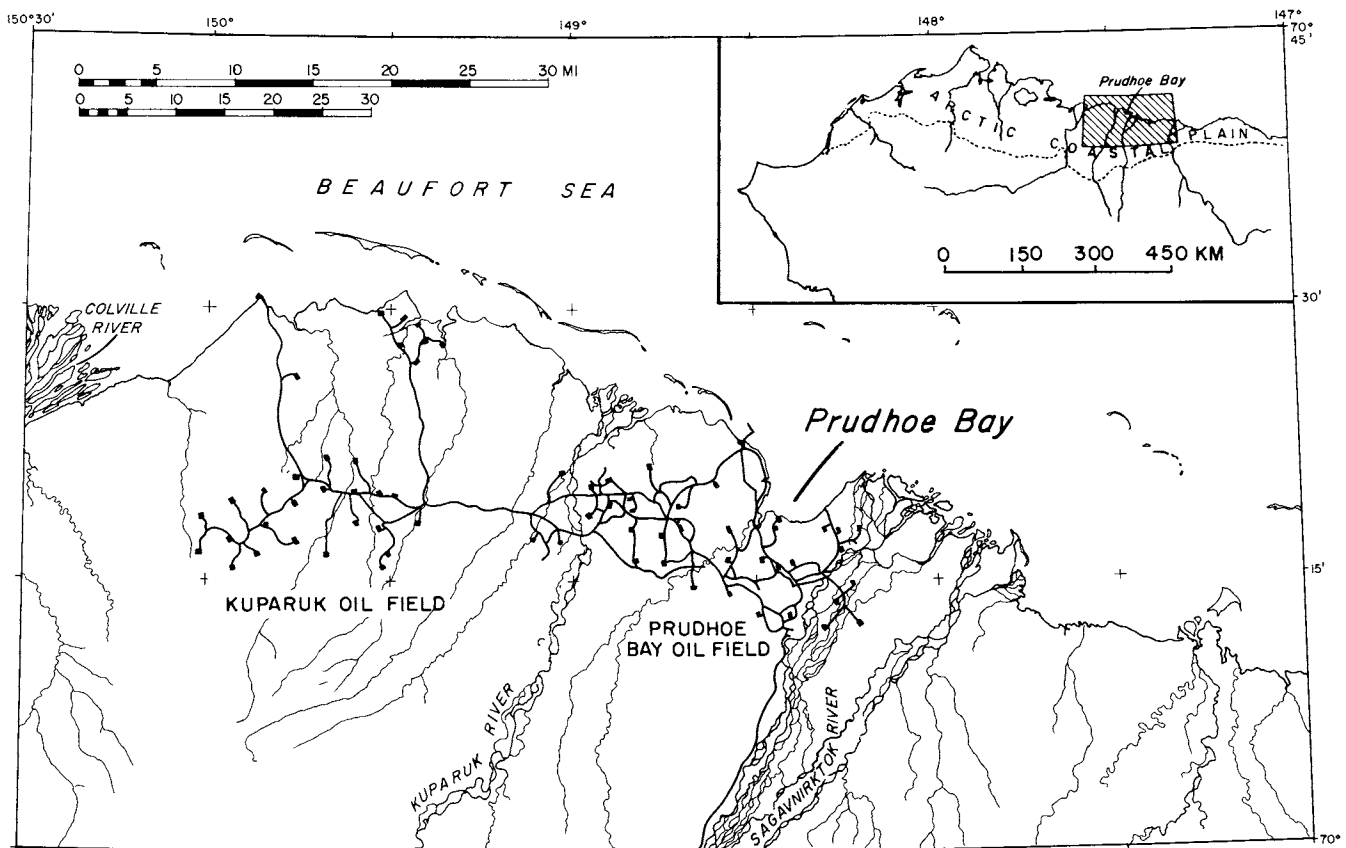 150°30' 150° 149° 148° 147°
70°
45'
0 5 10 15 20 25 30 MI
0 5 10 15 20 25 30
Prudhoe Bay
ARCTIC
COASTAL PLAIN
0 150 300 450 KM
BEAUFORT SEA
30'
COLVILLE
RIVER
Prudhoe Bay
15'
KUPARUK OIL FIELD
PRUDHOE
BAY OIL FIELD
KUPARUK RIVER
SAGAVNIRKTOK RIVER
70°